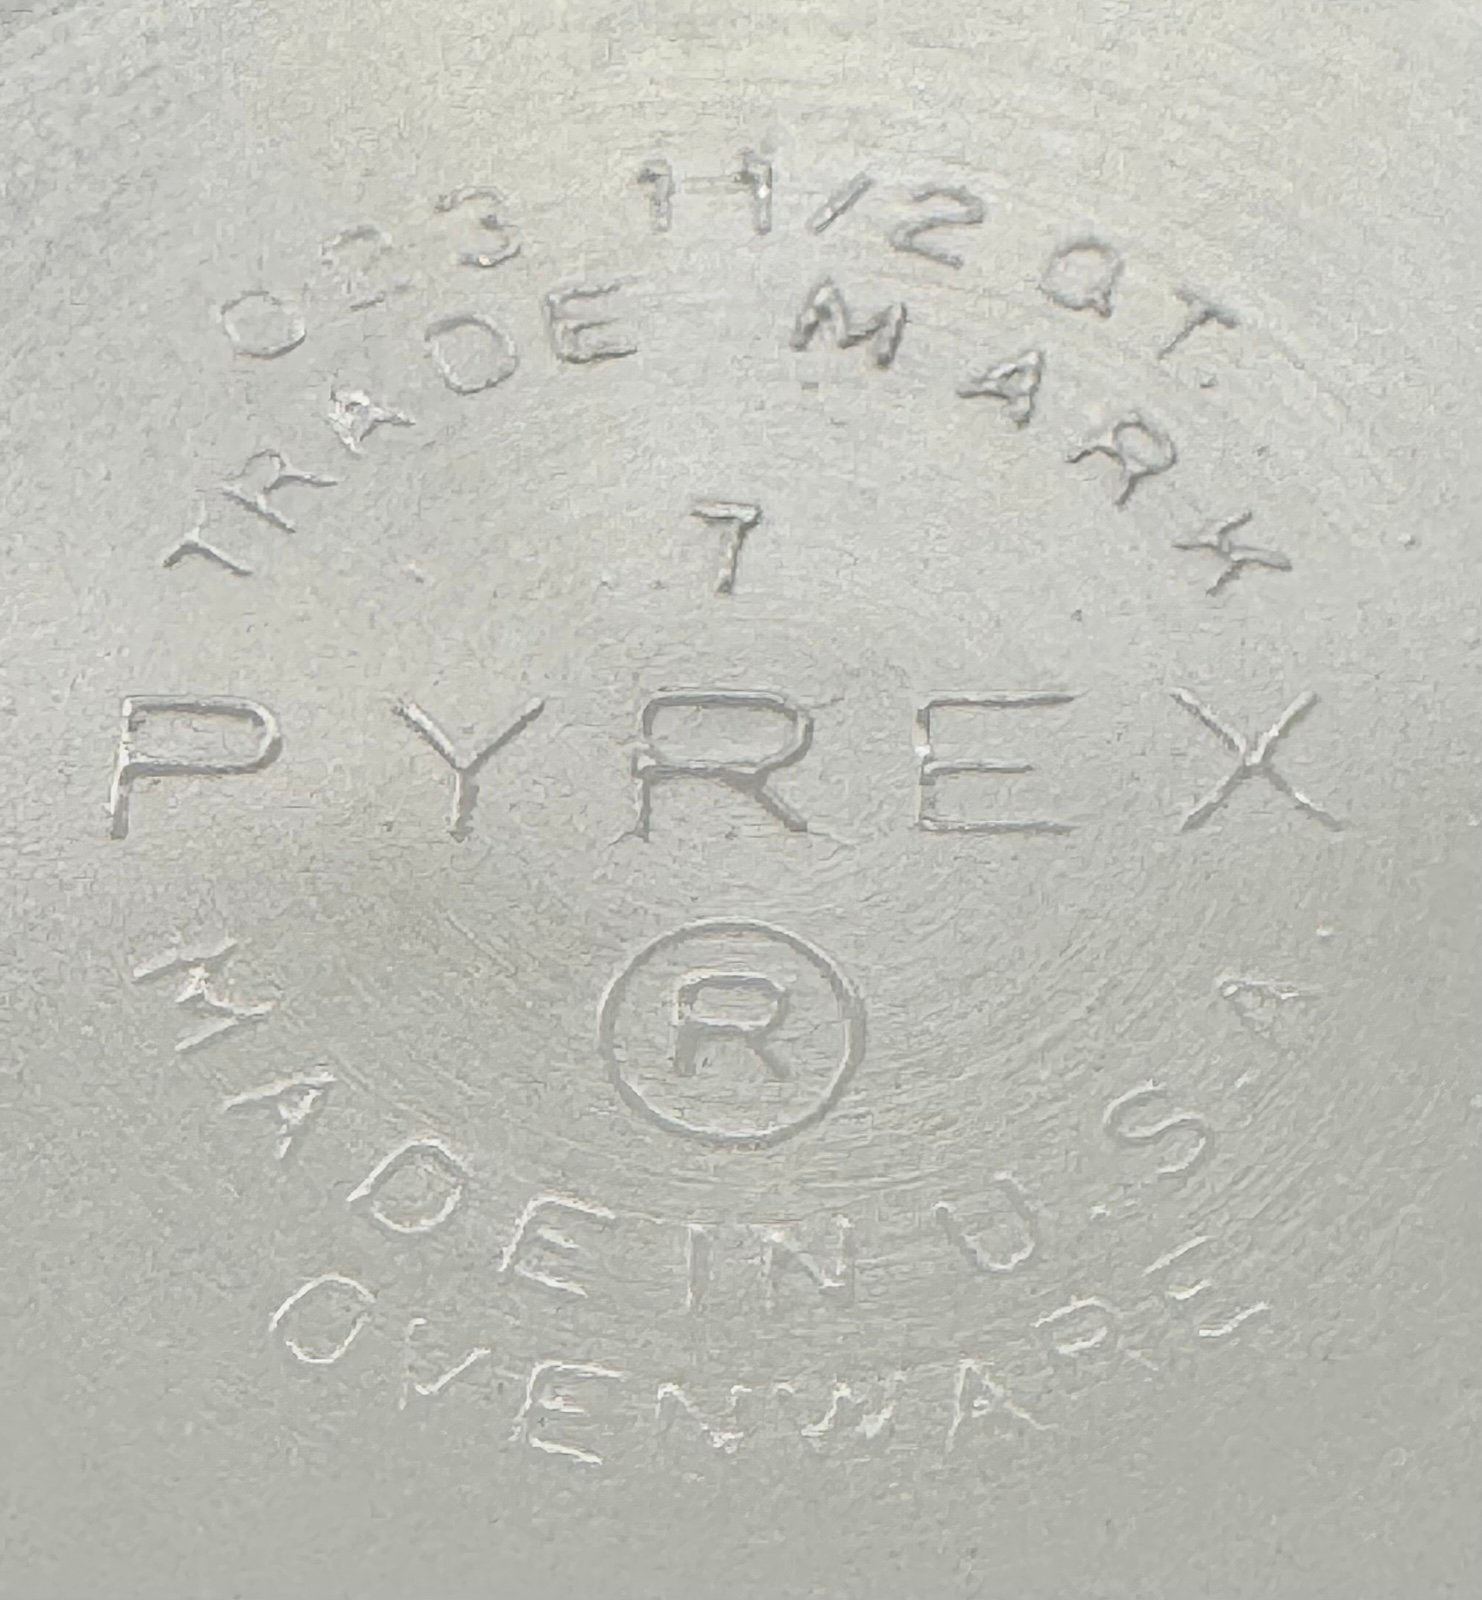 023 1-1/2 QT.
TRADE MARK
7
PYREX
®
MADE IN U.S.A.
OVENWARE